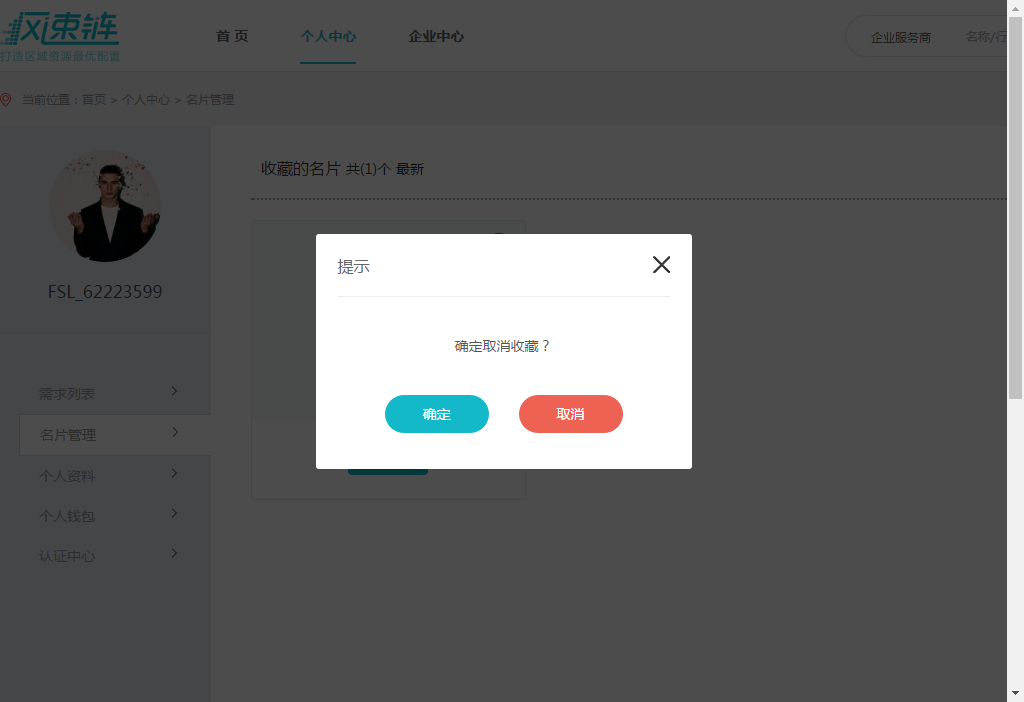 风速链
打造区域资源最优配置
首 页
个人中心
企业中心
企业服务商
名称/行
当前位置：首页 > 个人中心 > 名片管理
FSL_62223599
需求列表
名片管理
个人资料
个人钱包
认证中心
收藏的名片 共(1)个 最新
提示
确定取消收藏？
确定
取消